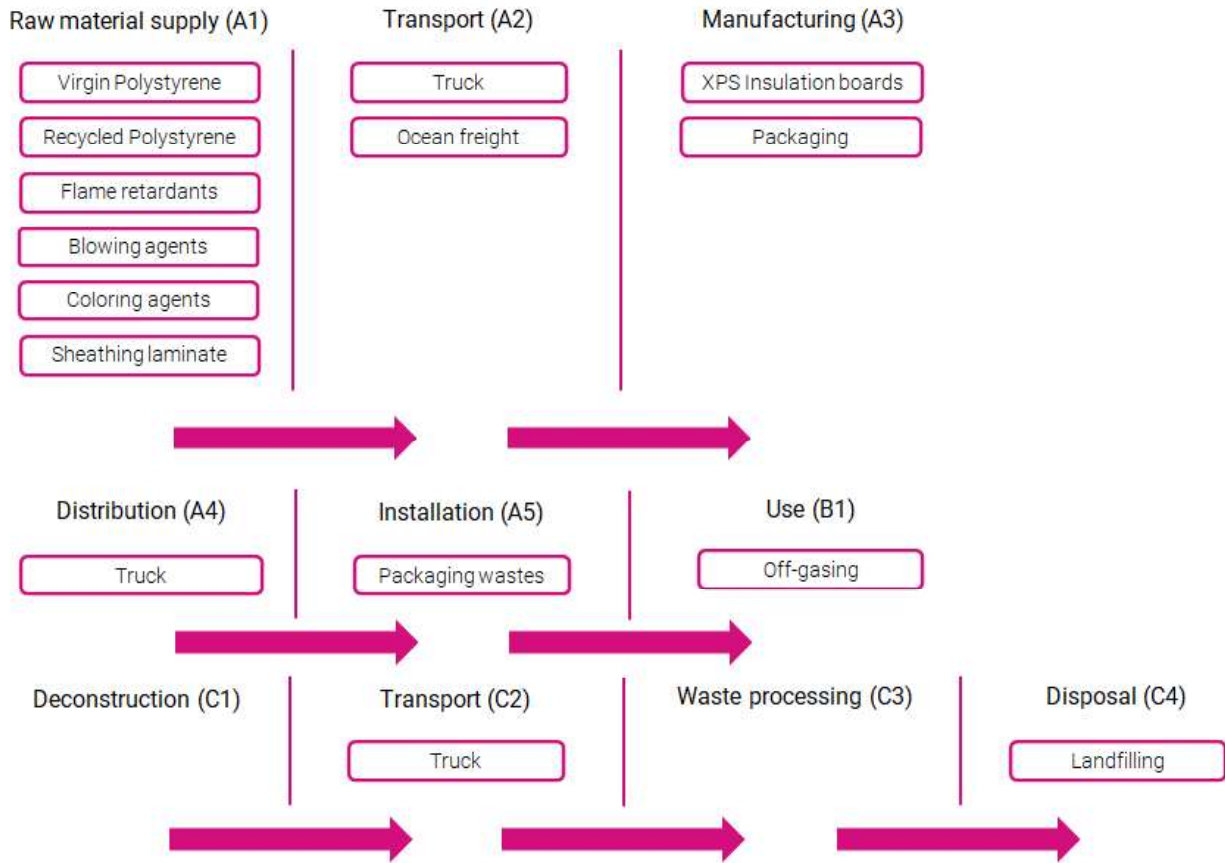 Raw material supply (A1)
Transport (A2)
Manufacturing (A3)
Virgin Polystyrene
Truck
XPS Insulation boards
Recycled Polystyrene
Ocean freight
Packaging
Flame retardants
Blowing agents
Coloring agents
Sheathing laminate
Distribution (A4)
Installation (A5)
Use (B1)
Truck
Packaging wastes
Off-gasing
Deconstruction (C1)
Transport (C2)
Waste processing (C3)
Disposal (C4)
Truck
Landfilling